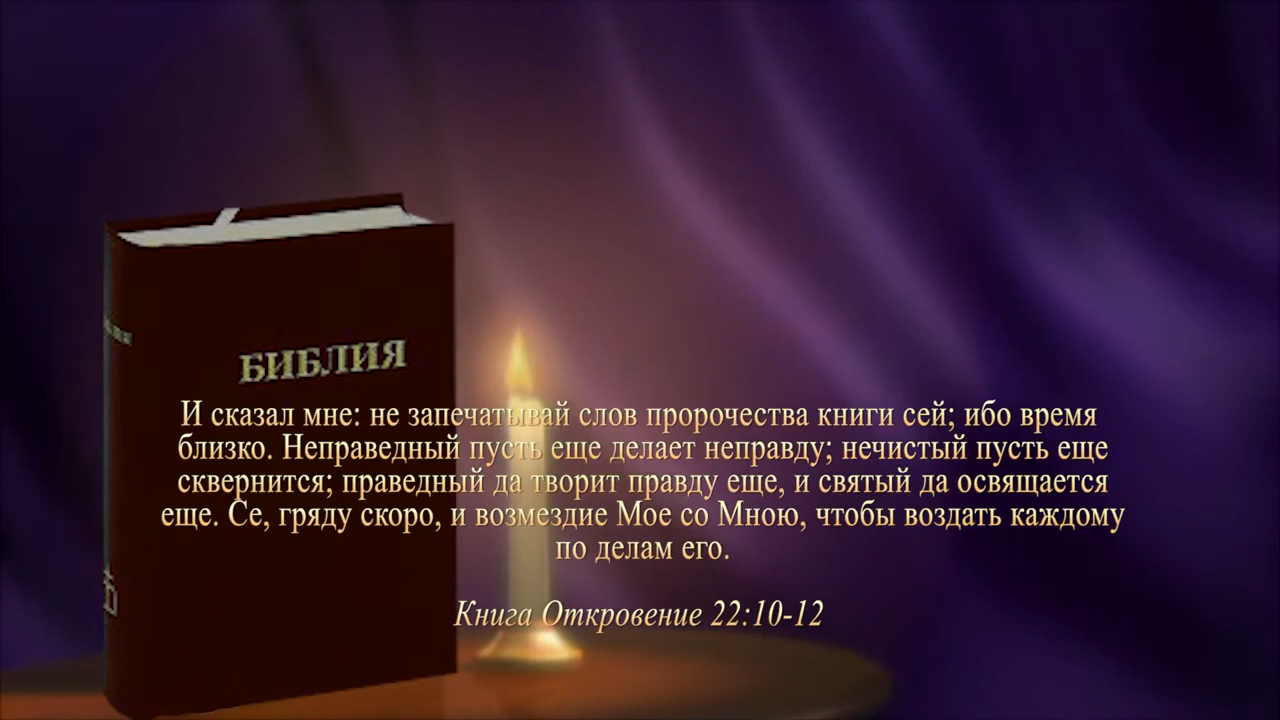 БИБЛИЯ
И сказал мне: не запечатывай слов пророчества книги сей; ибо время
близко. Неправедный пусть еще делает неправду; нечистый пусть еще
сквернится; праведный да творит правду еще, и святый да освящается
еще. Се, гряду скоро, и возмездие Мое со Мною, чтобы воздать каждому
по делам его.
Книга Откровение 22:10-12